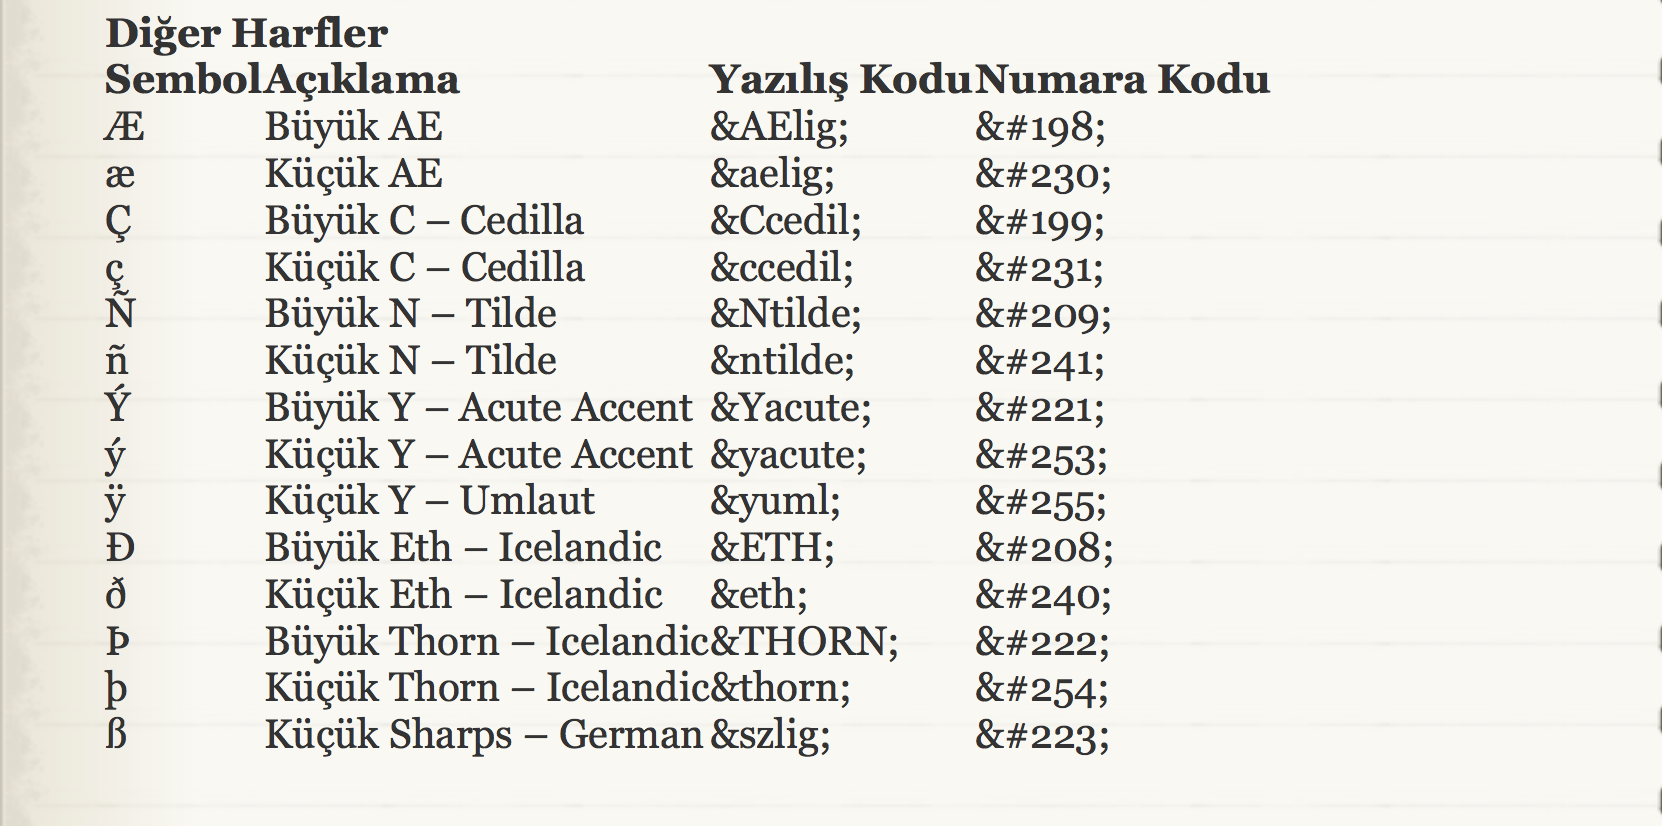 Diğer Harfler
Sembol Açıklama Yazılış Kodu Numara Kodu
Æ Büyük AE &AElig; &#198;
æ Küçük AE &aelig; &#230;
Ç Büyük C – Cedilla &Ccedil; &#199;
ç Küçük C – Cedilla &ccedil; &#231;
Ñ Büyük N – Tilde &Ntilde; &#209;
ñ Küçük N – Tilde &ntilde; &#241;
Ý Büyük Y – Acute Accent &Yacute; &#221;
ý Küçük Y – Acute Accent &yacute; &#253;
ÿ Küçük Y – Umlaut &yuml; &#255;
Ð Büyük Eth – Icelandic &ETH; &#208;
ð Küçük Eth – Icelandic &eth; &#240;
Þ Büyük Thorn – Icelandic &THORN; &#222;
þ Küçük Thorn – Icelandic &thorn; &#254;
ß Küçük Sharps – German &szlig; &#223;